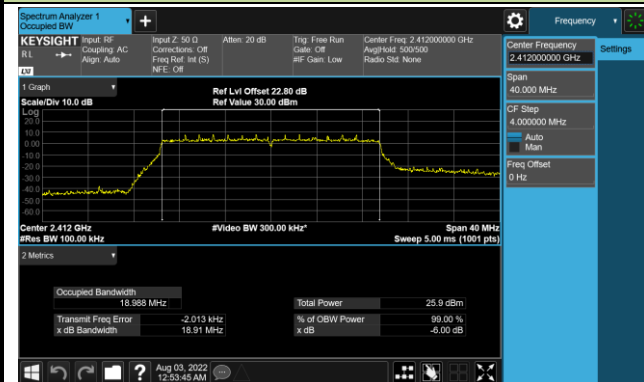 Spectrum Analyzer 1
Occupied BW
Frequency
KEYSIGHT
Input: RF
Coupling: AC
Align: Auto
Input Z: 50 Ω
Corrections: Off
Freq Ref: Int (S)
NFE: Off
Atten: 20 dB
Trig: Free Run
Gate: Off
#IF Gain: Low
Center Freq: 2.412000000 GHz
Avg|Hold: 500/500
Radio Std: None
R L
LXI
Center Frequency
2.412000000 GHz
Settings
Span
40.000 MHz
CF Step
4.000000 MHz
Auto
Man
Freq Offset
0 Hz
1 Graph
Scale/Div 10.0 dB
Ref Lvl Offset 22.80 dB
Ref Value 30.00 dBm
Log
20.0
10.0
0.00
-10.0
-20.0
-30.0
-40.0
-50.0
-60.0
Center 2.412 GHz
#Video BW 300.00 kHz*
Span 40 MHz
#Res BW 100.00 kHz
Sweep 5.00 ms (1001 pts)
2 Metrics
Occupied Bandwidth
18.988 MHz
Total Power 25.9 dBm
Transmit Freq Error -2.013 kHz
% of OBW Power 99.00 %
x dB Bandwidth 18.91 MHz
x dB -6.00 dB
Aug 03, 2022
12:53:45 AM